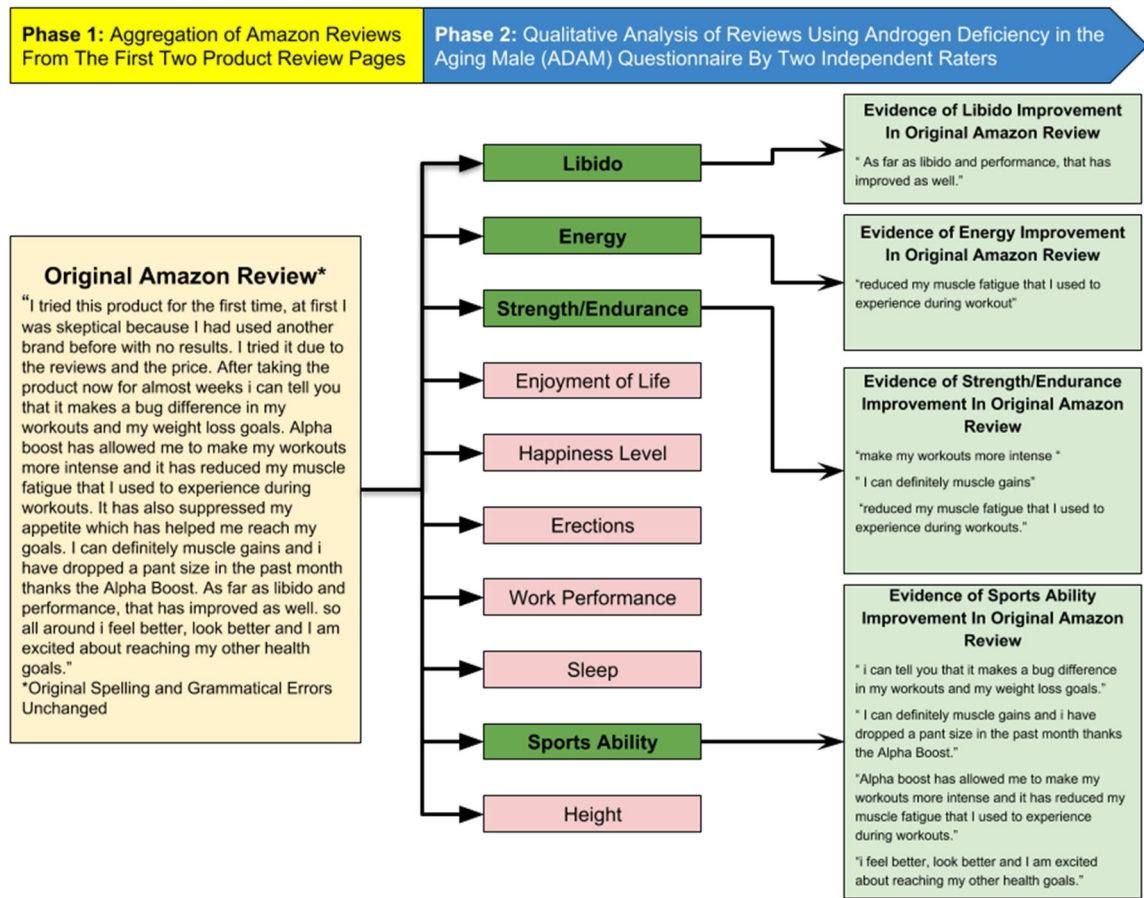 Phase 1: Aggregation of Amazon Reviews
From The First Two Product Review Pages
Phase 2: Qualitative Analysis of Reviews Using Androgen Deficiency in the
Aging Male (ADAM) Questionnaire By Two Independent Raters
Original Amazon Review*
“I tried this product for the first time, at first I
was skeptical because I had used another
brand before with no results. I tried it due to
the reviews and the price. After taking the
product now for almost weeks i can tell you
that it makes a bug difference in my
workouts and my weight loss goals. Alpha
boost has allowed me to make my workouts
more intense and it has reduced my muscle
fatigue that I used to experience during
workouts. It has also suppressed my
appetite which has helped me reach my
goals. I can definitely muscle gains and i
have dropped a pant size in the past month
thanks the Alpha Boost. As far as libido and
performance, that has improved as well. so
all around i feel better, look better and I am
excited about reaching my other health
goals.”
*Original Spelling and Grammatical Errors
Unchanged
Libido
Energy
Strength/Endurance
Enjoyment of Life
Happiness Level
Erections
Work Performance
Sleep
Sports Ability
Height
Evidence of Libido Improvement
In Original Amazon Review
“ As far as libido and performance, that has
improved as well.”
Evidence of Energy Improvement
In Original Amazon Review
“reduced my muscle fatigue that I used to
experience during workout”
Evidence of Strength/Endurance
Improvement In Original Amazon
Review
“make my workouts more intense “
” I can definitely muscle gains”
“reduced my muscle fatigue that I used to
experience during workouts.”
Evidence of Sports Ability
Improvement In Original Amazon
Review
“ i can tell you that it makes a bug difference
in my workouts and my weight loss goals.”
“ I can definitely muscle gains and i have
dropped a pant size in the past month thanks
the Alpha Boost.”
“Alpha boost has allowed me to make my
workouts more intense and it has reduced my
muscle fatigue that I used to experience
during workouts.”
“i feel better, look better and I am excited
about reaching my other health goals.”